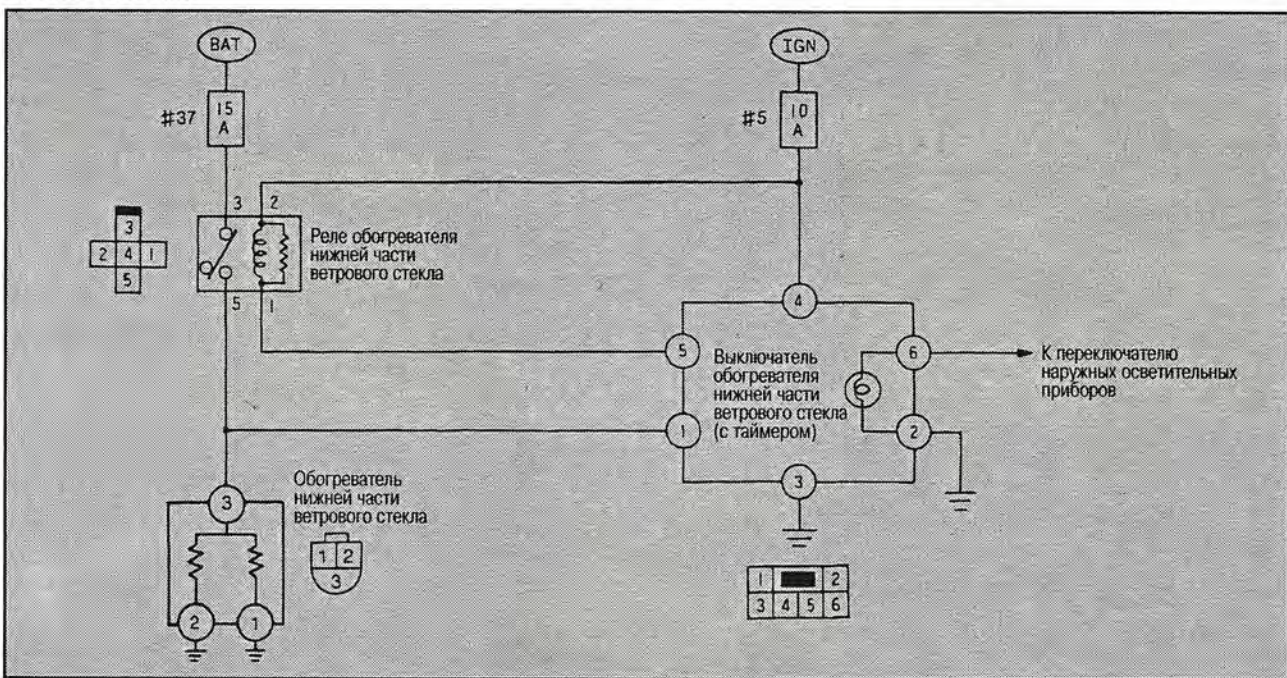 BAT
IGN
#37
15
A
#5
10
A
3 2
3
2 4 1
5
Реле обогревателя
нижней части
ветрового стекла
5 1
4
5
6
Выключатель
обогревателя
нижней части
ветрового стекла
(с таймером)
К переключателю
наружных осветительных
приборов
1
2
3
Обогреватель
нижней части
ветрового стекла
3
1 2
3
2 1
1 2
3 4 5 6